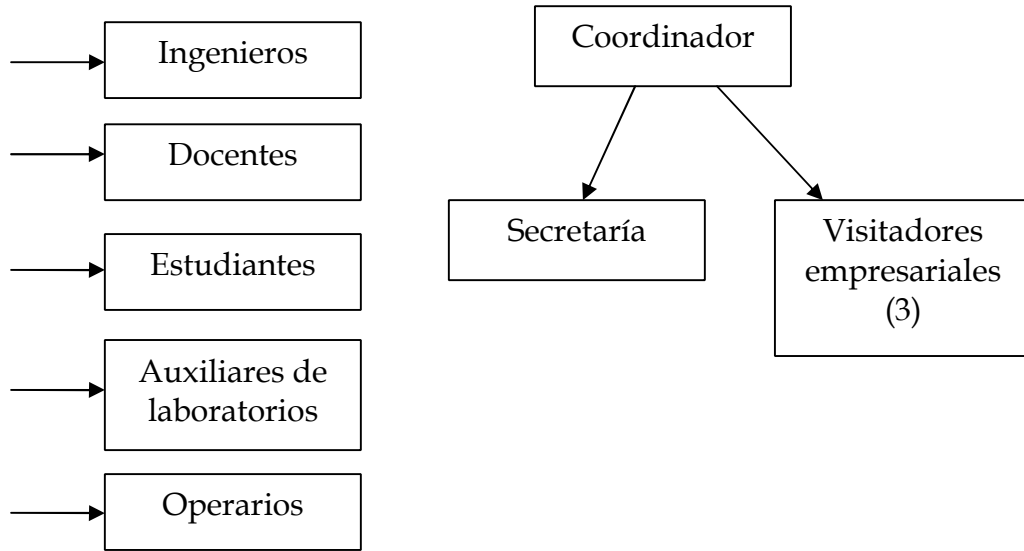 Ingenieros
Docentes
Estudiantes
Auxiliares de
laboratorios
Operarios
Coordinador
Secretaría
Visitadores
empresariales
(3)